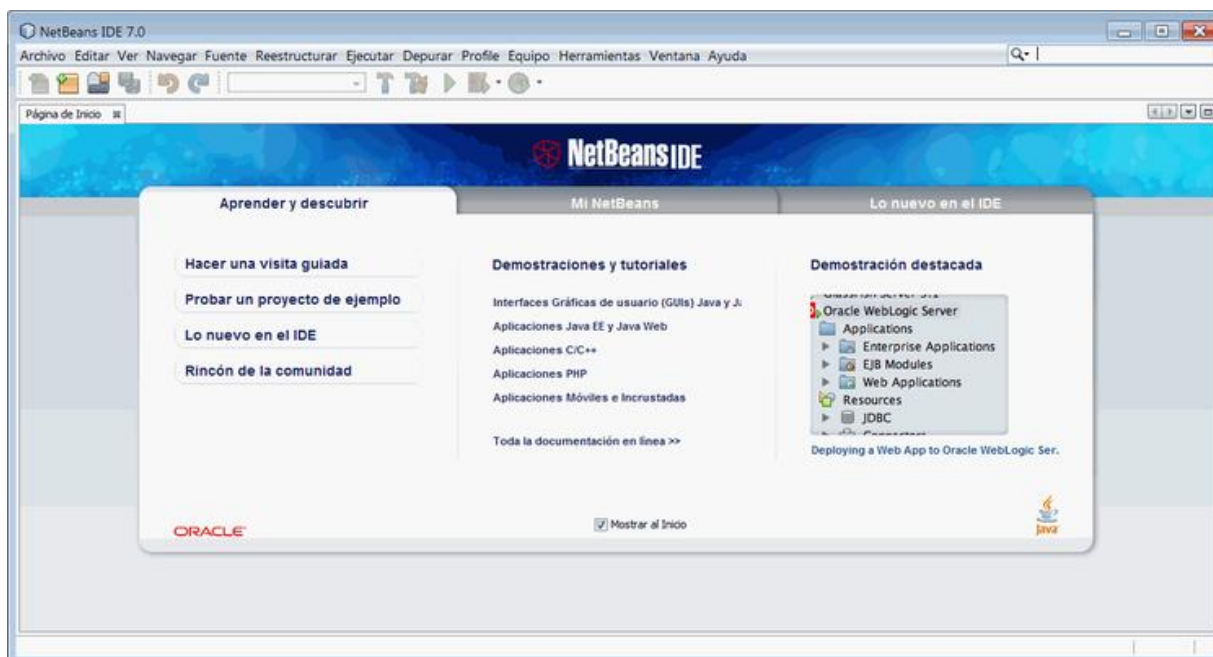 NetBeans IDE 7.0
Archivo Editar Ver Navegar Fuente Reestructurar Ejecutar Depurar Profile Equipo Herramientas Ventana Ayuda
Página de Inicio
NetBeans IDE
Aprender y descubrir
Mi NetBeans
Lo nuevo en el IDE
Hacer una visita guiada
Probar un proyecto de ejemplo
Lo nuevo en el IDE
Rincón de la comunidad
Demostraciones y tutoriales
Interfaces Gráficas de usuario (GUIs) Java y
Aplicaciones Java EE y Java Web
Aplicaciones C/C++
Aplicaciones PHP
Aplicaciones Móviles e Incrustadas
Toda la documentación en línea >>
Demostración destacada
Oracle WebLogic Server
Applications
Enterprise Applications
EJB Modules
Web Applications
Resources
JDBC
Deploying a Web App to Oracle WebLogic Ser.
ORACLE
Mostrar al Inicio
Java